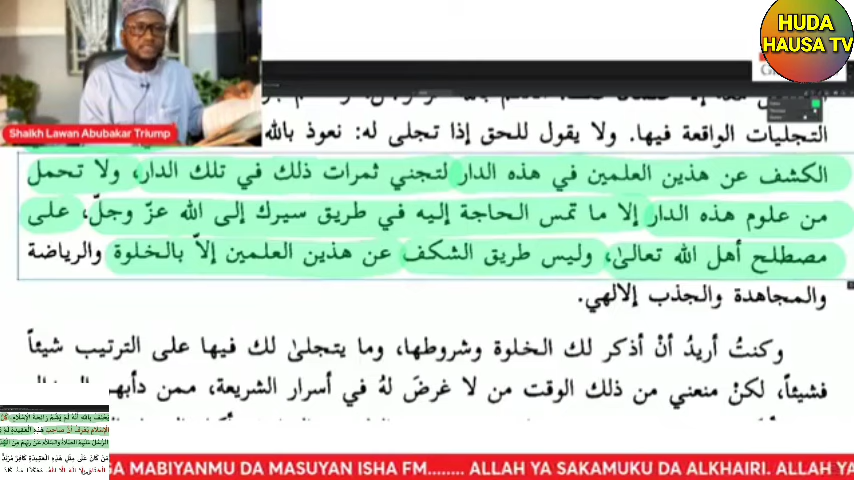 HUDA
HAUSA TV
Shaikh Lawan Abubakar Triump
التجليات الواقعة فيها. ولا يقول للحق إذا تجلى له: نعوذ بالله
الكشف عن هذين العلمين في هذه الدار لتجني ثمرات ذلك في تلك الدار، ولا تحمل
من علوم هذه الدار إلا ما تمس الحاجة إليه في طريق سيرك إلى الله عزّ وجلّ، على
مصطلح أهل الله تعالىٰ، وليس طريق الشكف عن هذين العلمين إلاّ بالخلوة والرياضة
والمجاهدة والجذب إلالهي.
وكنتُ أريدُ أنْ أذكر لك الخلوة وشروطها، وما يتجلىٰ لك فيها على الترتيب شيئاً
فشيئاً، لكنْ منعني من ذلك الوقت من لا غرضَ لهُ في أسرار الشريعة، ممن دأبهم
MABIYANMU DA MASUYAN ISHA FM........ ALLAH YA SAKAMUKU DA ALKHAIRI. ALLAH YA